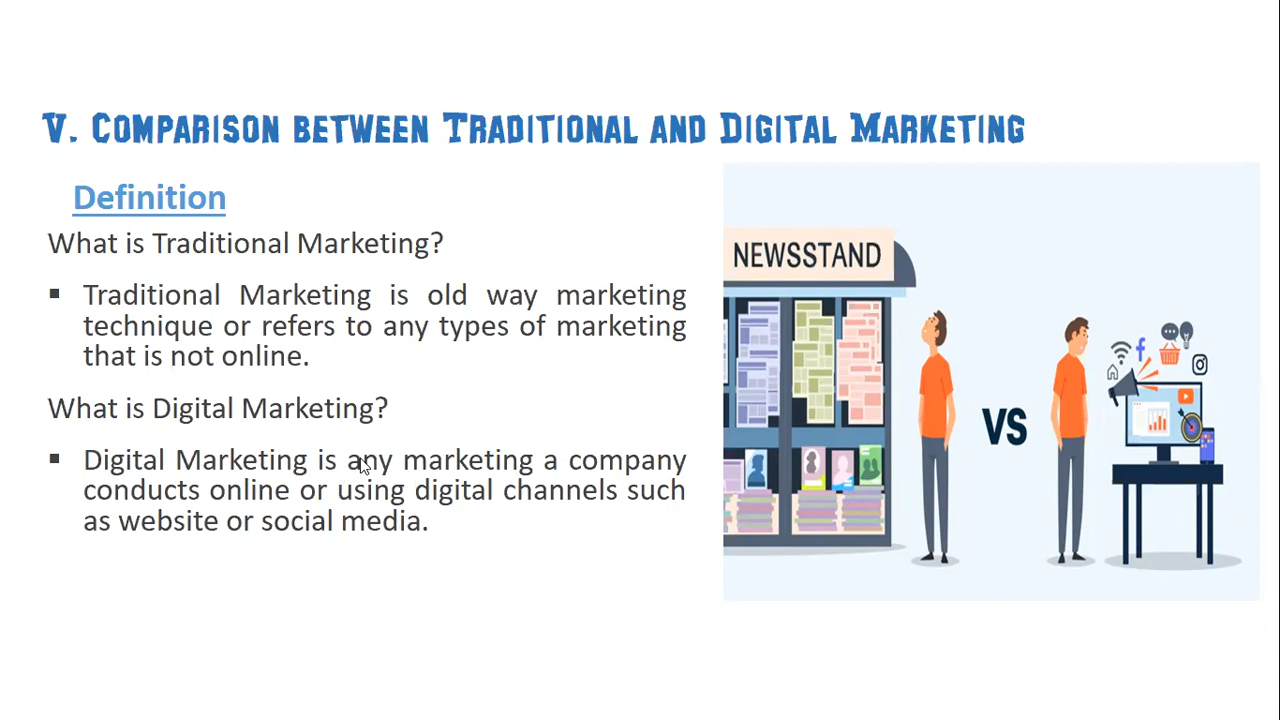 V. Comparison between Traditional and Digital Marketing
Definition
What is Traditional Marketing?
▪ Traditional Marketing is old way marketing
technique or refers to any types of marketing
that is not online.
What is Digital Marketing?
▪ Digital Marketing is any marketing a company
conducts online or using digital channels such
as website or social media.
NEWSSTAND
VS